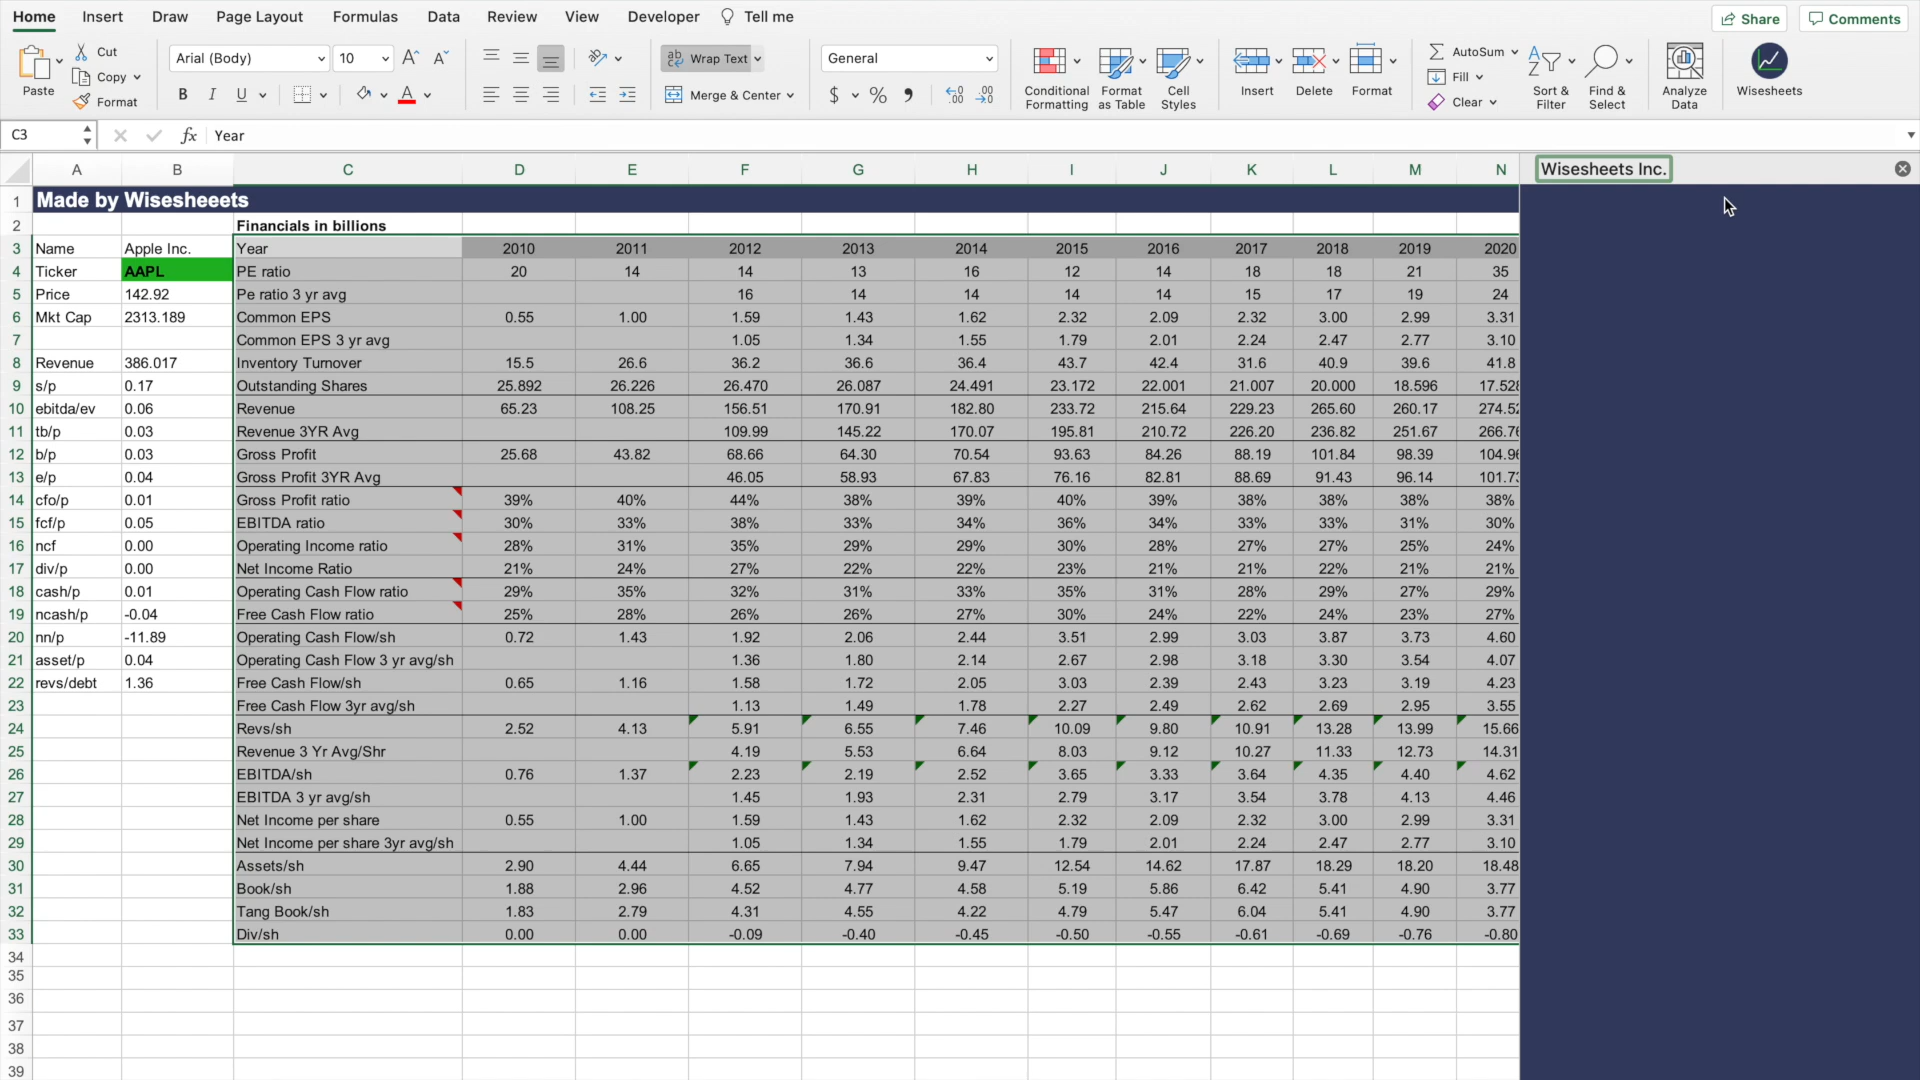 Home Insert Draw Page Layout Formulas Data Review View Developer Tell me Share Comments
Paste Cut Copy Format
Arial (Body) 10 A^ A˅ Wrap Text General
B I U A Merge & Center $ % 9
Conditional Formatting Format as Table Cell Styles Insert Delete Format
AutoSum Fill Clear Sort & Filter Find & Select Analyze Data Wisesheets
C3 fx Year
A B C D E F G H I J K L M N Wisesheets Inc.
1 Made by Wisesheeets
2 Financials in billions
3 Name Apple Inc. Year 2010 2011 2012 2013 2014 2015 2016 2017 2018 2019 2020
4 Ticker AAPL PE ratio 20 14 14 13 16 12 14 18 18 21 35
5 Price 142.92 Pe ratio 3 yr avg 16 14 14 14 14 15 17 19 24
6 Mkt Cap 2313.189 Common EPS 0.55 1.00 1.59 1.43 1.62 2.32 2.09 2.32 3.00 2.99 3.31
7 Common EPS 3 yr avg 1.05 1.34 1.55 1.79 2.01 2.24 2.47 2.77 3.10
8 Revenue 386.017 Inventory Turnover 15.5 26.6 36.2 36.6 36.4 43.7 42.4 31.6 40.9 39.6 41.8
9 s/p 0.17 Outstanding Shares 25.892 26.226 26.470 26.087 24.491 23.172 22.001 21.007 20.000 18.596 17.528
10 ebitda/ev 0.06 Revenue 65.23 108.25 156.51 170.91 182.80 233.72 215.64 229.23 265.60 260.17 274.52
11 tb/p 0.03 Revenue 3YR Avg 109.99 145.22 170.07 195.81 210.72 226.20 236.82 251.67 266.76
12 b/p 0.03 Gross Profit 25.68 43.82 68.66 64.30 70.54 93.63 84.26 88.19 101.84 98.39 104.96
13 e/p 0.04 Gross Profit 3YR Avg 46.05 58.93 67.83 76.16 82.81 88.69 91.43 96.14 101.73
14 cfo/p 0.01 Gross Profit ratio 39% 40% 44% 38% 39% 40% 39% 38% 38% 38% 38%
15 fcf/p 0.05 EBITDA ratio 30% 33% 38% 33% 34% 36% 34% 33% 33% 31% 30%
16 ncf 0.00 Operating Income ratio 28% 31% 35% 29% 29% 30% 28% 27% 27% 25% 24%
17 div/p 0.00 Net Income Ratio 21% 24% 27% 22% 22% 23% 21% 21% 22% 21% 21%
18 cash/p 0.01 Operating Cash Flow ratio 29% 35% 32% 31% 33% 35% 31% 28% 29% 27% 29%
19 ncash/p -0.04 Free Cash Flow ratio 25% 28% 26% 26% 27% 30% 24% 22% 24% 23% 27%
20 nn/p -11.89 Operating Cash Flow/sh 0.72 1.43 1.92 2.06 2.44 3.51 2.99 3.03 3.87 3.73 4.60
21 asset/p 0.04 Operating Cash Flow 3 yr avg/sh 1.36 1.80 2.14 2.67 2.98 3.18 3.30 3.54 4.07
22 revs/debt 1.36 Free Cash Flow/sh 0.65 1.16 1.58 1.72 2.05 3.03 2.39 2.43 3.23 3.19 4.23
23 Free Cash Flow 3yr avg/sh 1.13 1.49 1.78 2.27 2.49 2.62 2.69 2.95 3.55
24 Revs/sh 2.52 4.13 5.91 6.55 7.46 10.09 9.80 10.91 13.28 13.99 15.66
25 Revenue 3 Yr Avg/Shr 4.19 5.53 6.64 8.03 9.12 10.27 11.33 12.73 14.31
26 EBITDA/sh 0.76 1.37 2.23 2.19 2.52 3.65 3.33 3.64 4.35 4.40 4.62
27 EBITDA 3 yr avg/sh 1.45 1.93 2.31 2.79 3.17 3.54 3.78 4.13 4.46
28 Net Income per share 0.55 1.00 1.59 1.43 1.62 2.32 2.09 2.32 3.00 2.99 3.31
29 Net Income per share 3yr avg/sh 1.05 1.34 1.55 1.79 2.01 2.24 2.47 2.77 3.10
30 Assets/sh 2.90 4.44 6.65 7.94 9.47 12.54 14.62 17.87 18.29 18.20 18.48
31 Book/sh 1.88 2.96 4.52 4.77 4.58 5.19 5.86 6.42 5.41 4.90 3.77
32 Tang Book/sh 1.83 2.79 4.31 4.55 4.22 4.79 5.47 6.04 5.41 4.90 3.77
33 Div/sh 0.00 0.00 -0.09 -0.40 -0.45 -0.50 -0.55 -0.61 -0.69 -0.76 -0.80
34
35
36
37
38
39